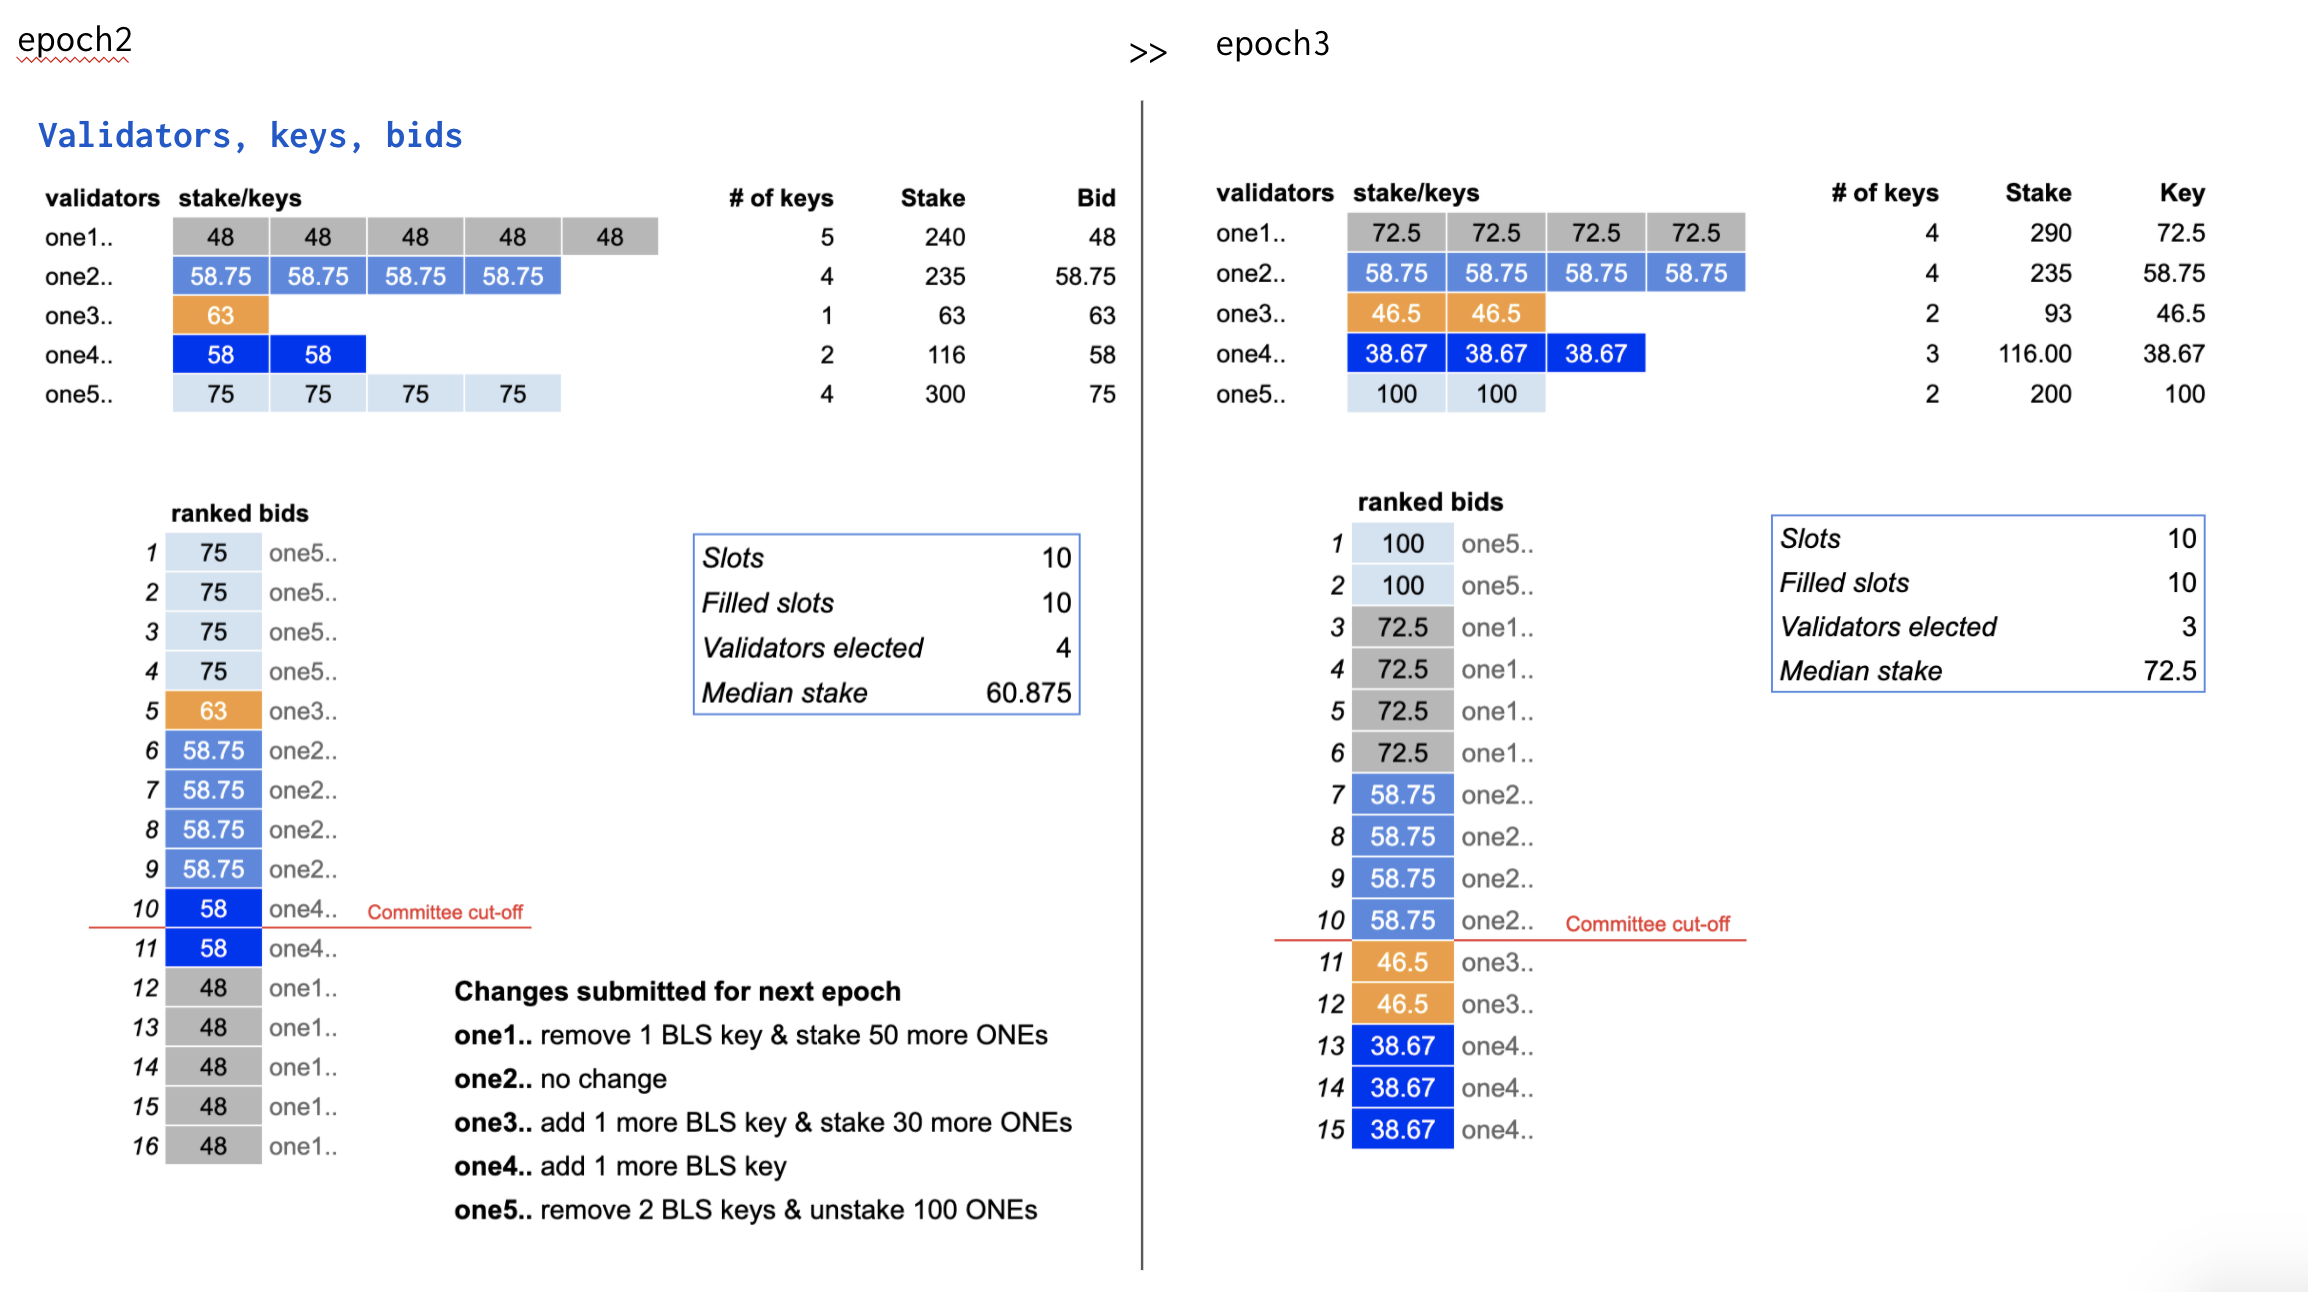 epoch2
>>
epoch3
Validators, keys, bids
validators stake/keys # of keys Stake Bid
one1.. 48 48 48 48 48 5 240 48
one2.. 58.75 58.75 58.75 58.75 4 235 58.75
one3.. 63 1 63 63
one4.. 58 58 2 116 58
one5.. 75 75 75 75 4 300 75
ranked bids
1 75 one5..
2 75 one5..
3 75 one5..
4 75 one5..
5 63 one3..
6 58.75 one2..
7 58.75 one2..
8 58.75 one2..
9 58.75 one2..
10 58 one4.. Committee cut-off
11 58 one4..
12 48 one1..
13 48 one1..
14 48 one1..
15 48 one1..
16 48 one1..
Slots 10
Filled slots 10
Validators elected 4
Median stake 60.875
Changes submitted for next epoch
one1.. remove 1 BLS key & stake 50 more ONEs
one2.. no change
one3.. add 1 more BLS key & stake 30 more ONEs
one4.. add 1 more BLS key
one5.. remove 2 BLS keys & unstake 100 ONEs
validators stake/keys # of keys Stake Key
one1.. 72.5 72.5 72.5 72.5 4 290 72.5
one2.. 58.75 58.75 58.75 58.75 4 235 58.75
one3.. 46.5 46.5 2 93 46.5
one4.. 38.67 38.67 38.67 3 116.00 38.67
one5.. 100 100 2 200 100
ranked bids
1 100 one5..
2 100 one5..
3 72.5 one1..
4 72.5 one1..
5 72.5 one1..
6 72.5 one1..
7 58.75 one2..
8 58.75 one2..
9 58.75 one2..
10 58.75 one2.. Committee cut-off
11 46.5 one3..
12 46.5 one3..
13 38.67 one4..
14 38.67 one4..
15 38.67 one4..
Slots 10
Filled slots 10
Validators elected 3
Median stake 72.5